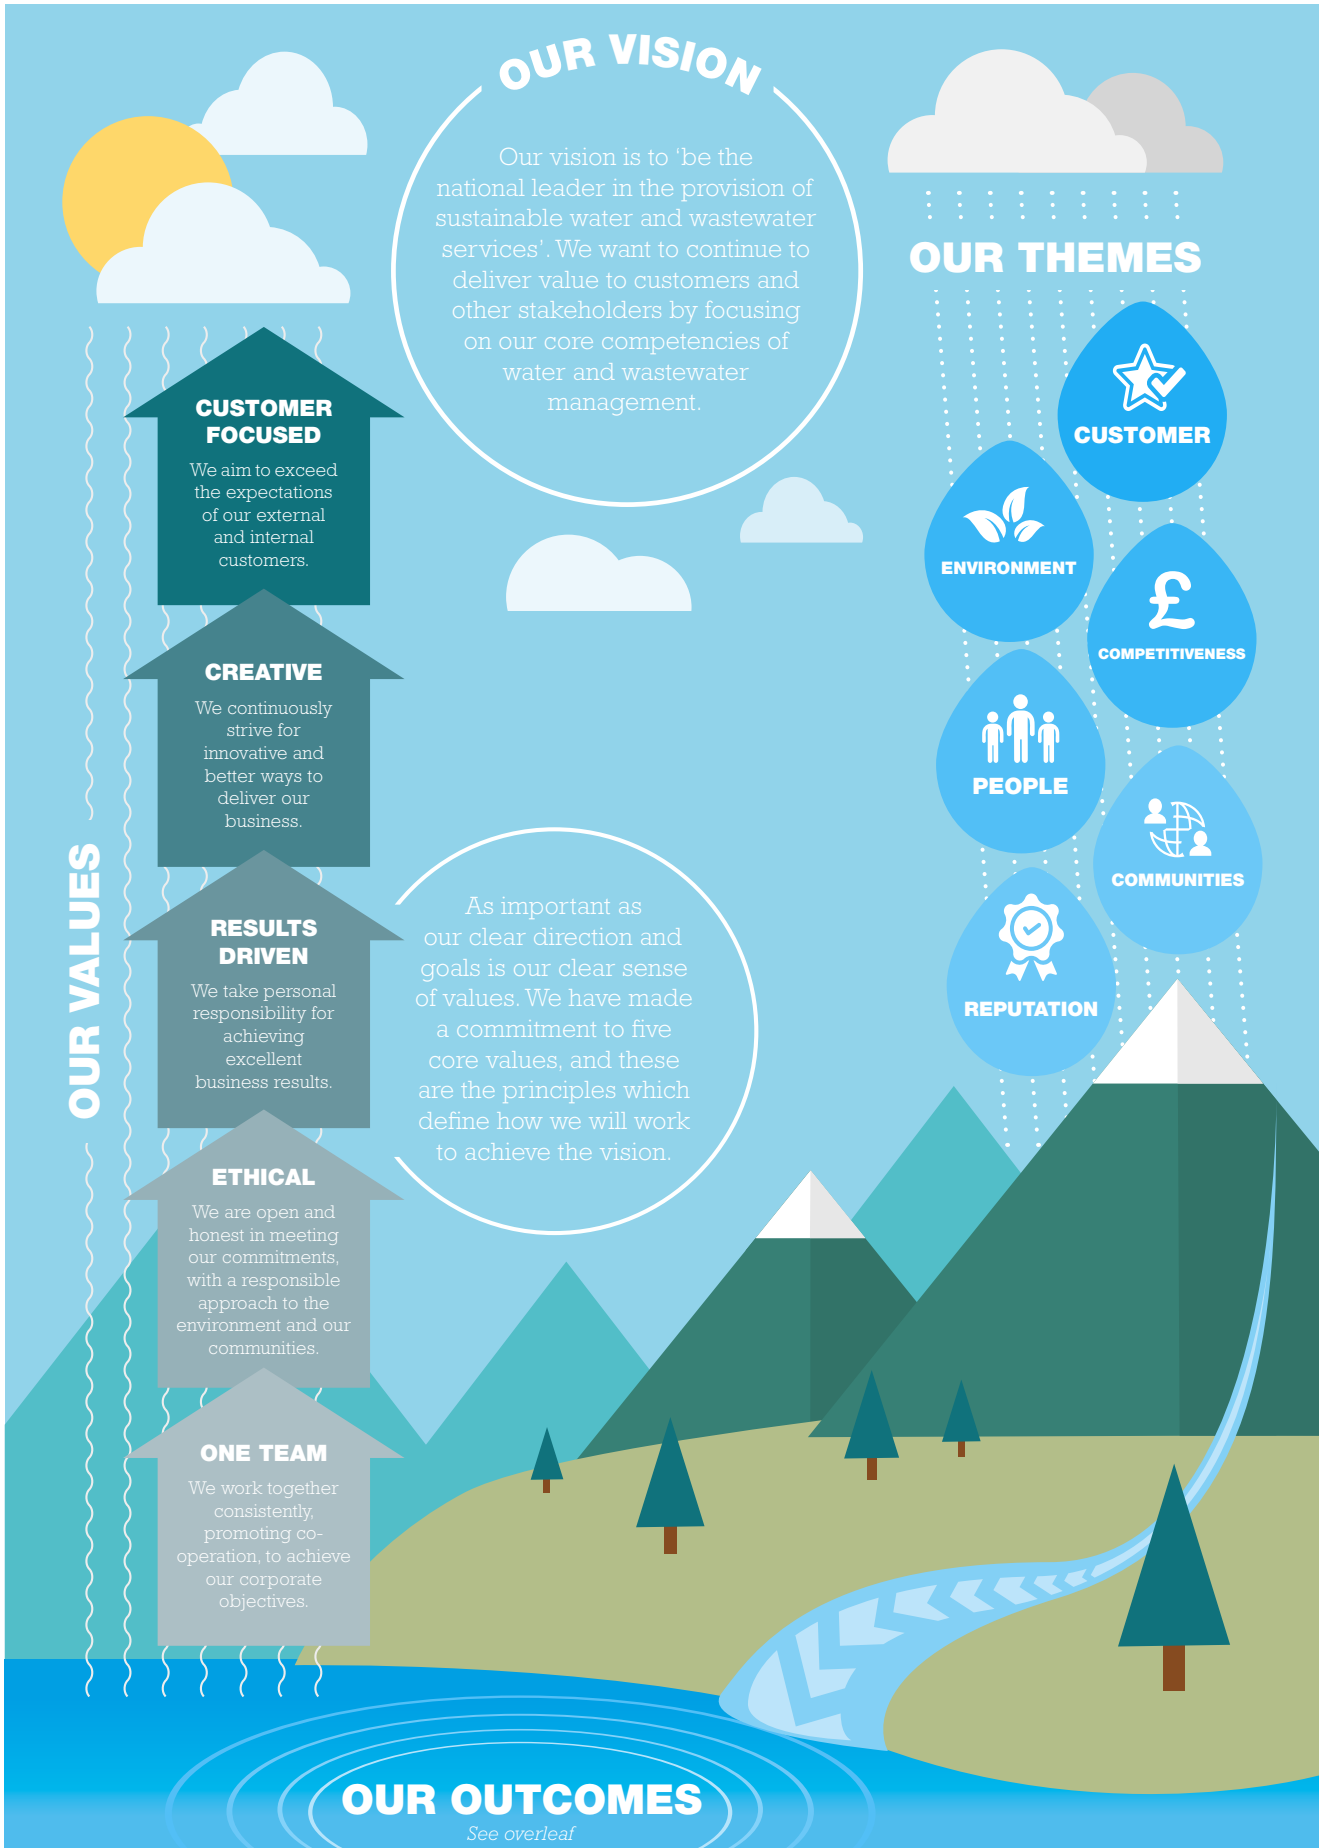 OUR VISION
Our vision is to ‘be the
national leader in the provision of
sustainable water and wastewater
services’. We want to continue to
deliver value to customers and
other stakeholders by focusing
on our core competencies of
water and wastewater
management.
OUR THEMES
CUSTOMER
ENVIRONMENT
£
COMPETITIVENESS
PEOPLE
COMMUNITIES
REPUTATION
OUR VALUES
CUSTOMER
FOCUSED
We aim to exceed
the expectations
of our external
and internal
customers.
CREATIVE
We continuously
strive for
innovative and
better ways to
deliver our
business.
RESULTS
DRIVEN
We take personal
responsibility for
achieving
excellent
business results.
ETHICAL
We are open and
honest in meeting
our commitments,
with a responsible
approach to the
environment and our
communities.
ONE TEAM
We work together
consistently,
promoting co-
operation, to achieve
our corporate
objectives.
As important as
our clear direction and
goals is our clear sense
of values. We have made
a commitment to five
core values, and these
are the principles which
define how we will work
to achieve the vision.
OUR OUTCOMES
See overleaf